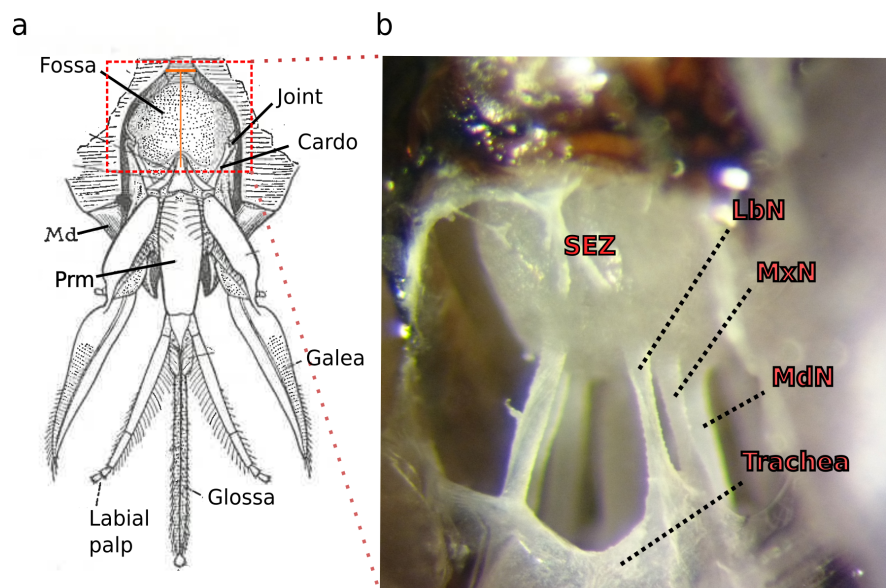 a
b
Fossa
Joint
Cardo
Md
Prm
Galea
Glossa
Labial
palp
SEZ
LbN
MxN
MdN
Trachea